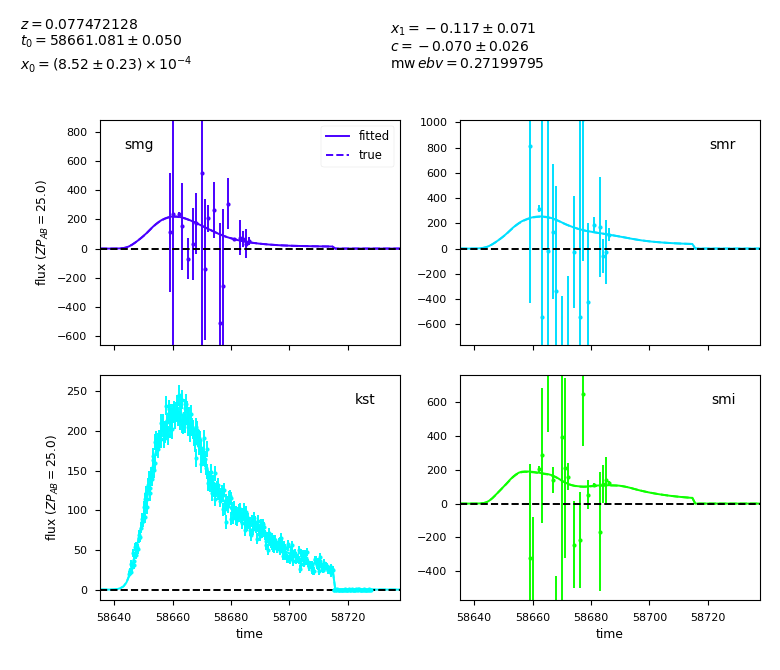 z = 0.077472128
t₀ = 58661.081 ± 0.050
x₀ = (8.52 ± 0.23) × 10⁻⁴
x₁ = −0.117 ± 0.071
c = −0.070 ± 0.026
mw ebv = 0.27199795
smg
fitted
true
800
600
400
200
0
−200
−400
−600
flux (ZP_AB = 25.0)
smr
1000
800
600
400
200
0
−200
−400
−600
kst
250
200
150
100
50
0
flux (ZP_AB = 25.0)
58640 58660 58680 58700 58720
time
smi
600
400
200
0
−200
−400
58640 58660 58680 58700 58720
time